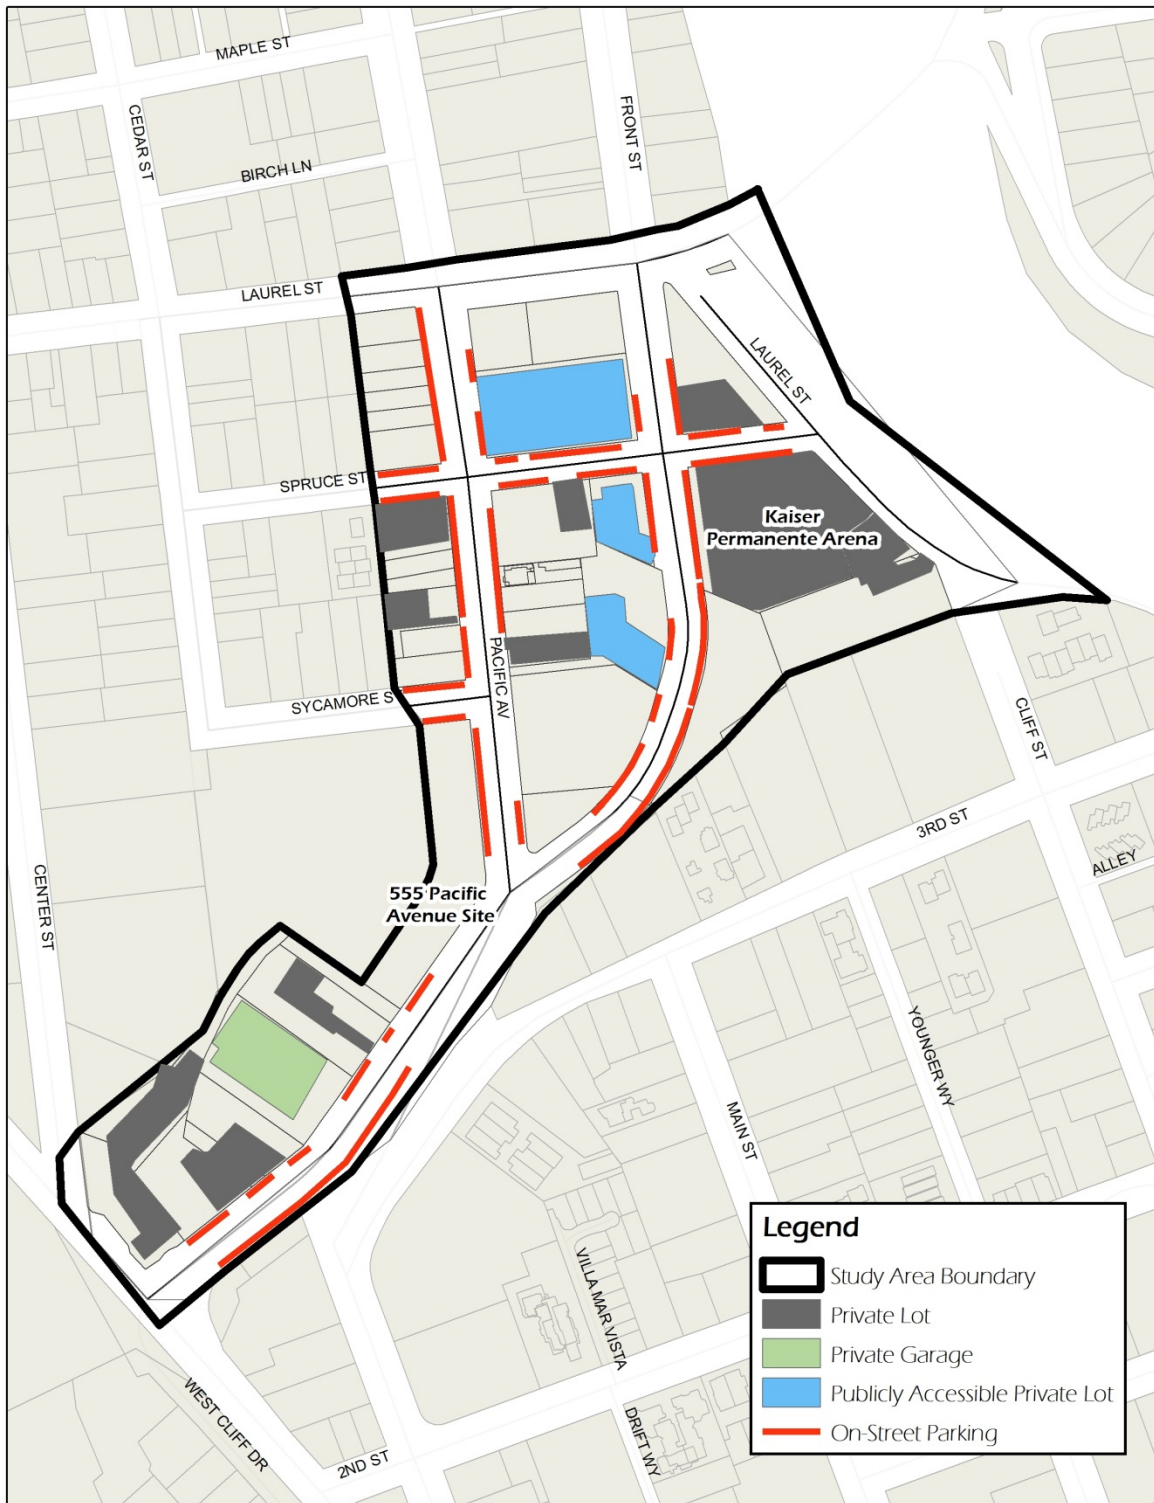 MAPLE ST
CEDAR ST
FRONT ST
BIRCH LN
LAUREL ST
LAUREL ST
SPRUCE ST
Kaiser
Permanente Arena
PACIFIC AV
SYCAMORE S
CLIFF ST
3RD ST
ALLEY
CENTER ST
555 Pacific
Avenue Site
YOUNGER WY
MAIN ST
VILLA MAR VISTA
WEST CLIFF DR
2ND ST
DRIFT WY
Legend
Study Area Boundary
Private Lot
Private Garage
Publicly Accessible Private Lot
On-Street Parking